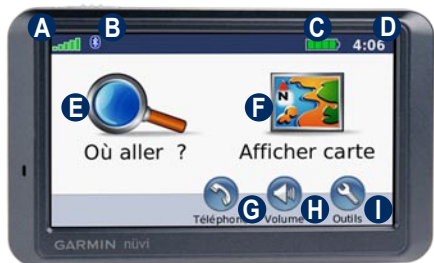 A B C D
4:06
E F
N
Où aller ?
Afficher carte
G H I
Téléphone Volume Outils
GARMIN nüvi